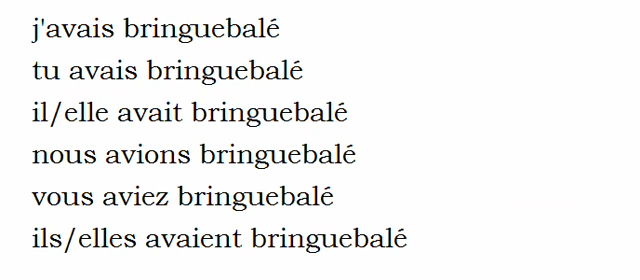 j'avais bringuebalé
tu avais bringuebalé
il/elle avait bringuebalé
nous avions bringuebalé
vous aviez bringuebalé
ils/elles avaient bringuebalé